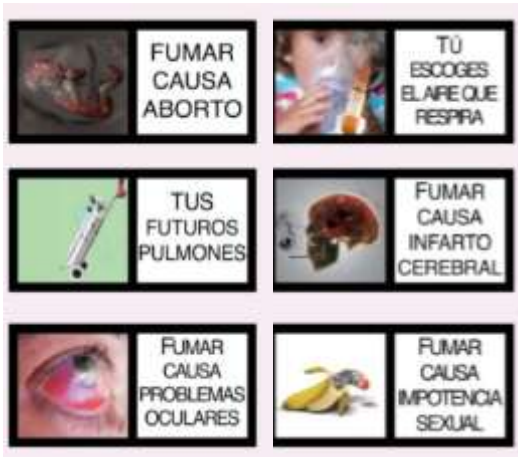 FUMAR
CAUSA
ABORTO
TÚ
ESCOGES
EL AIRE QUE
RESPIRA
TUS
FUTUROS
PULMONES
FUMAR
CAUSA
INFARTO
CEREBRAL
FUMAR
CAUSA
PROBLEMAS
OCULARES
FUMAR
CAUSA
IMPOTENCIA
SEXUAL